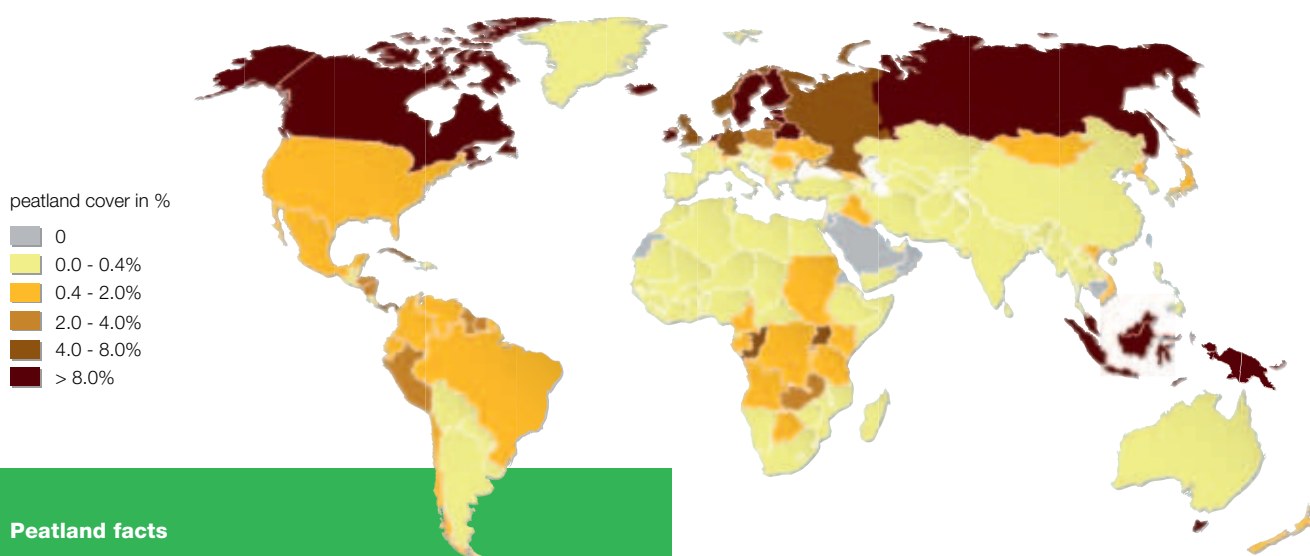 peatland cover in %
0
0.0 - 0.4%
0.4 - 2.0%
2.0 - 4.0%
4.0 - 8.0%
> 8.0%
Peatland facts